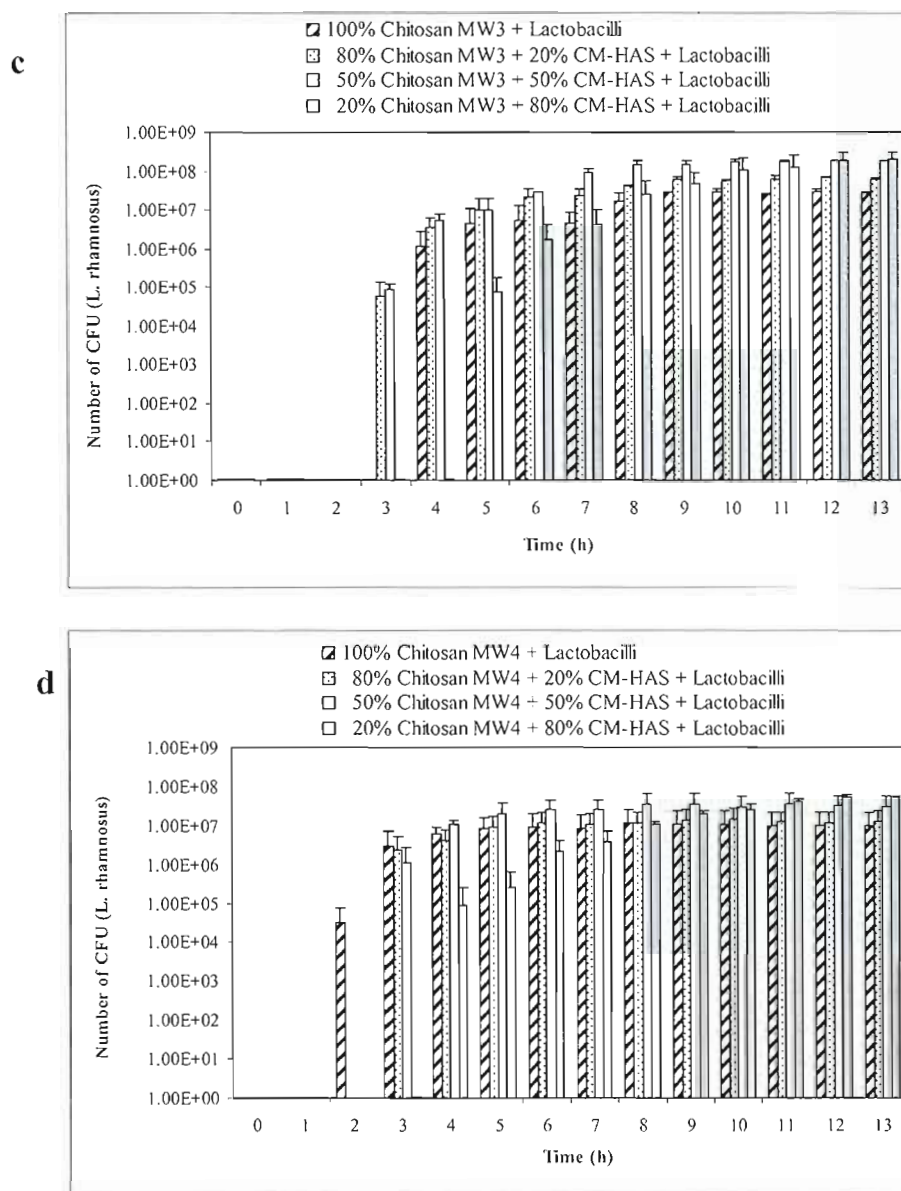 c
100% Chitosan MW3 + Lactobacilli
80% Chitosan MW3 + 20% CM-HAS + Lactobacilli
50% Chitosan MW3 + 50% CM-HAS + Lactobacilli
20% Chitosan MW3 + 80% CM-HAS + Lactobacilli
Number of CFU (L. rhamnosus)
1.00E+09
1.00E+08
1.00E+07
1.00E+06
1.00E+05
1.00E+04
1.00E+03
1.00E+02
1.00E+01
1.00E+00
0 1 2 3 4 5 6 7 8 9 10 11 12 13
Time (h)
d
100% Chitosan MW4 + Lactobacilli
80% Chitosan MW4 + 20% CM-HAS + Lactobacilli
50% Chitosan MW4 + 50% CM-HAS + Lactobacilli
20% Chitosan MW4 + 80% CM-HAS + Lactobacilli
Number of CFU (L. rhamnosus)
1.00E+09
1.00E+08
1.00E+07
1.00E+06
1.00E+05
1.00E+04
1.00E+03
1.00E+02
1.00E+01
1.00E+00
0 1 2 3 4 5 6 7 8 9 10 11 12 13
Time (h)